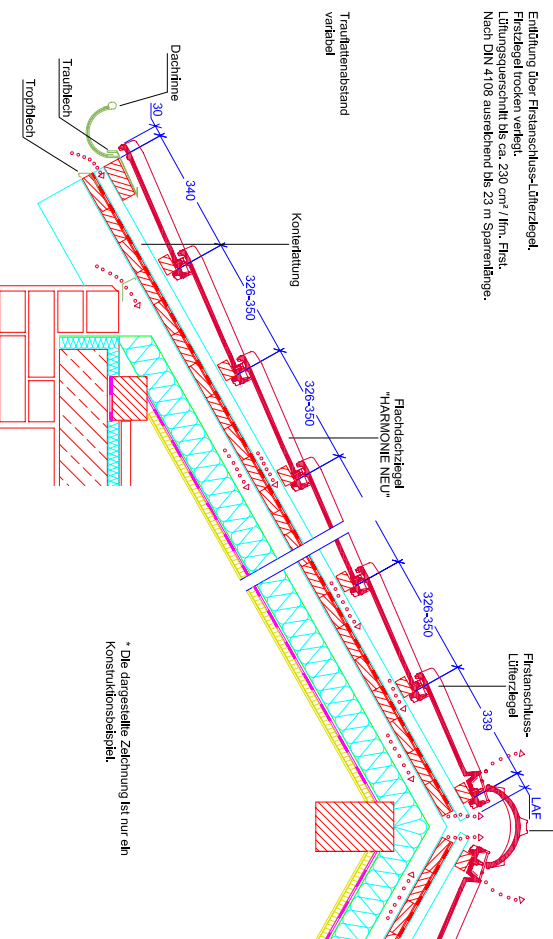 Entlüftung über Firstanschluss-Lüfterziegel.
Firstziegel trocken verlegt.
Lüftungsquerschnitt bis ca. 230 cm² / lfm. First.
Nach DIN 4108 ausreichend bis 23 m Sparrenlänge.
Trauflattenabstand
variabel
Dachrinne
Traufblech
Tropfblech
30
340
Konterlattung
326-350
326-350
Flachdachziegel
"HARMONIE NEU"
326-350
Firstanschluss-
Lüfterziegel
339
LAF
* Die dargestellte Zeichnung ist nur ein
Konstruktionsbeispiel.